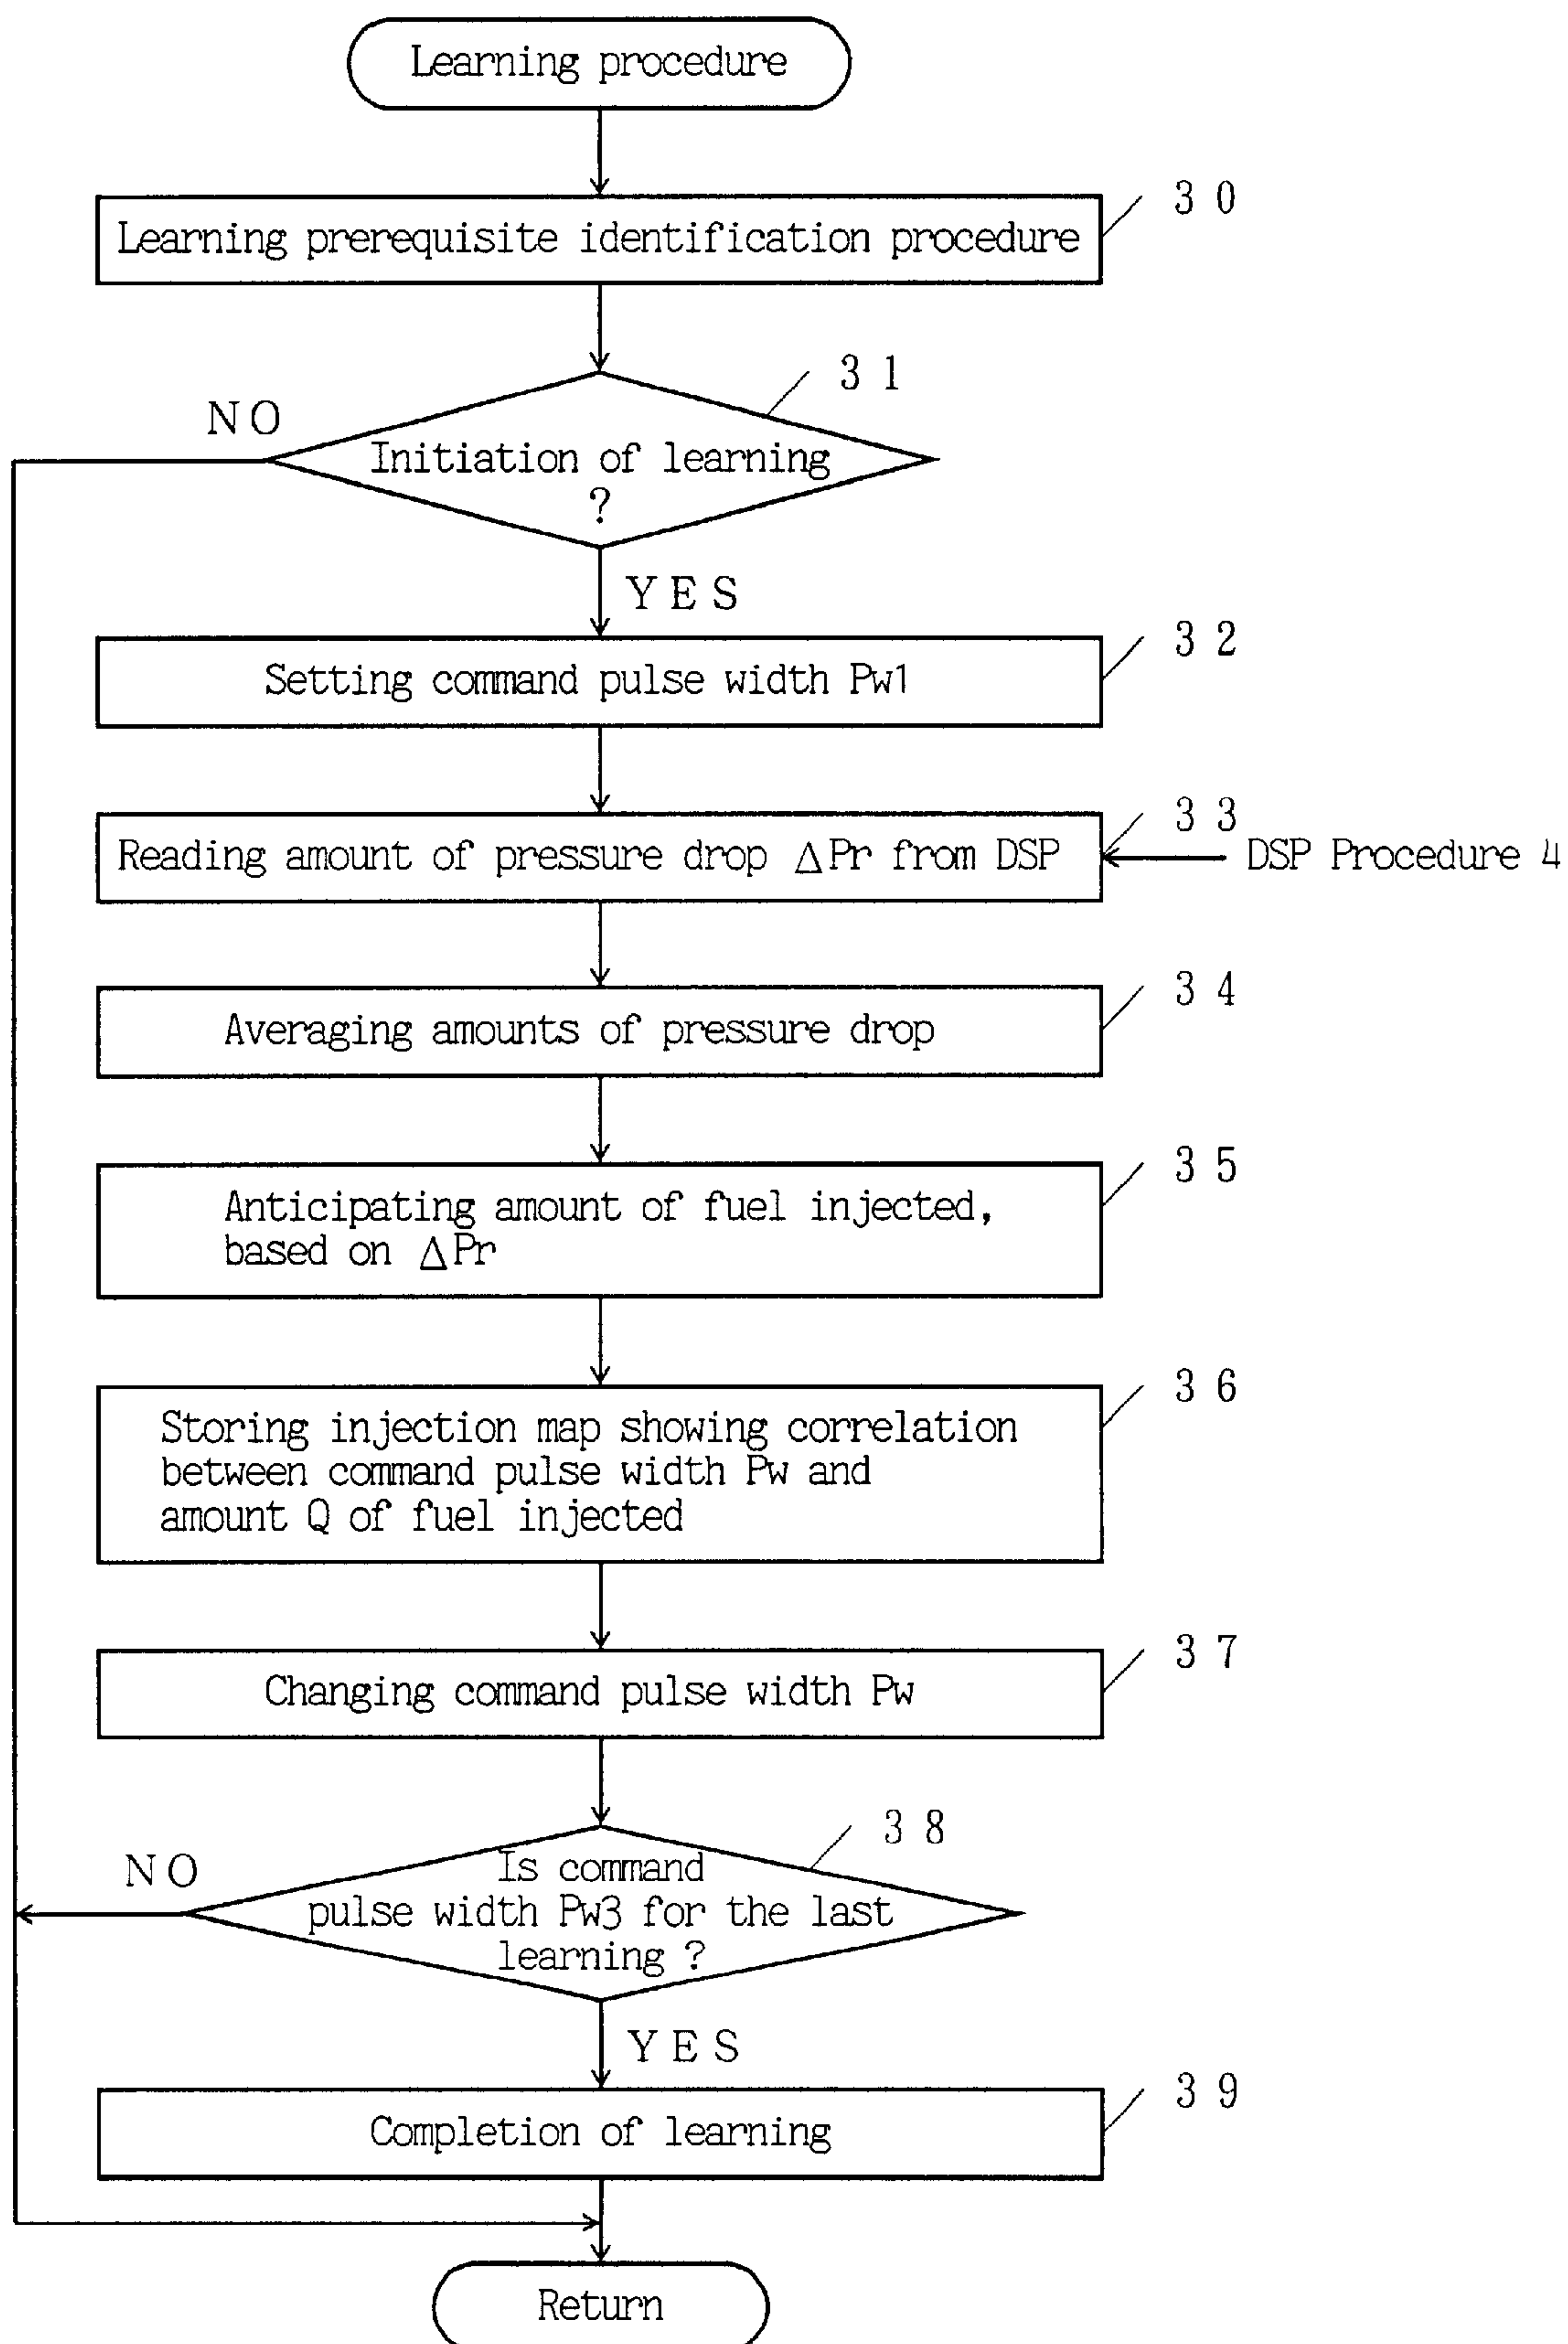 Learning procedure
30
Learning prerequisite identification procedure
31
NO
Initiation of learning
?
YES
32
Setting command pulse width Pw1
33
Reading amount of pressure drop ΔPr from DSP
DSP Procedure 4
34
Averaging amounts of pressure drop
35
Anticipating amount of fuel injected,
based on ΔPr
36
Storing injection map showing correlation
between command pulse width Pw and
amount Q of fuel injected
37
Changing command pulse width Pw
38
NO
Is command
pulse width Pw3 for the last
learning ?
YES
39
Completion of learning
Return